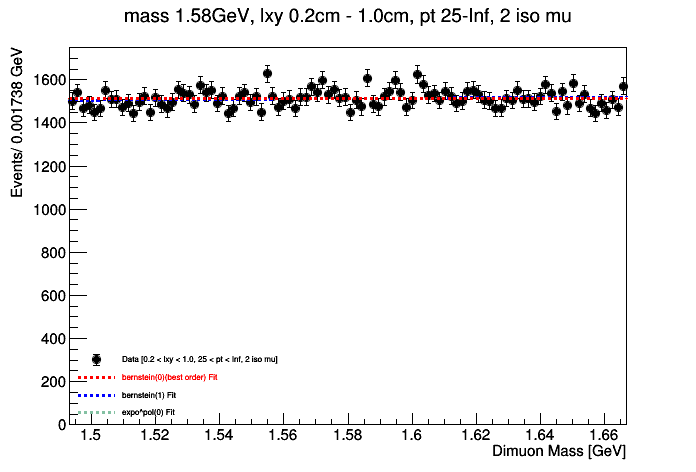 mass 1.58GeV, lxy 0.2cm - 1.0cm, pt 25-Inf, 2 iso mu
Events/ 0.001738 GeV
1600
1400
1200
1000
800
600
400
200
0
Data [0.2 < lxy < 1.0, 25 < pt < Inf, 2 iso mu]
bernstein(0)(best order) Fit
bernstein(1) Fit
expo^pol(0) Fit
1.5 1.52 1.54 1.56 1.58 1.6 1.62 1.64 1.66
Dimuon Mass [GeV]